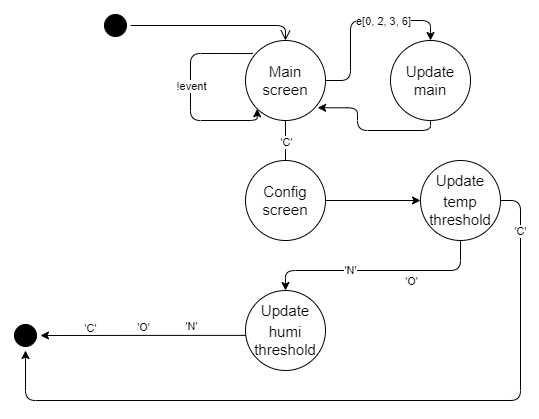 e[0, 2, 3, 6]
Main
screen
Update
main
!event
'C'
Config
screen
Update
temp
threshold
'C'
'N'
'O'
Update
humi
threshold
'C'
'O'
'N'